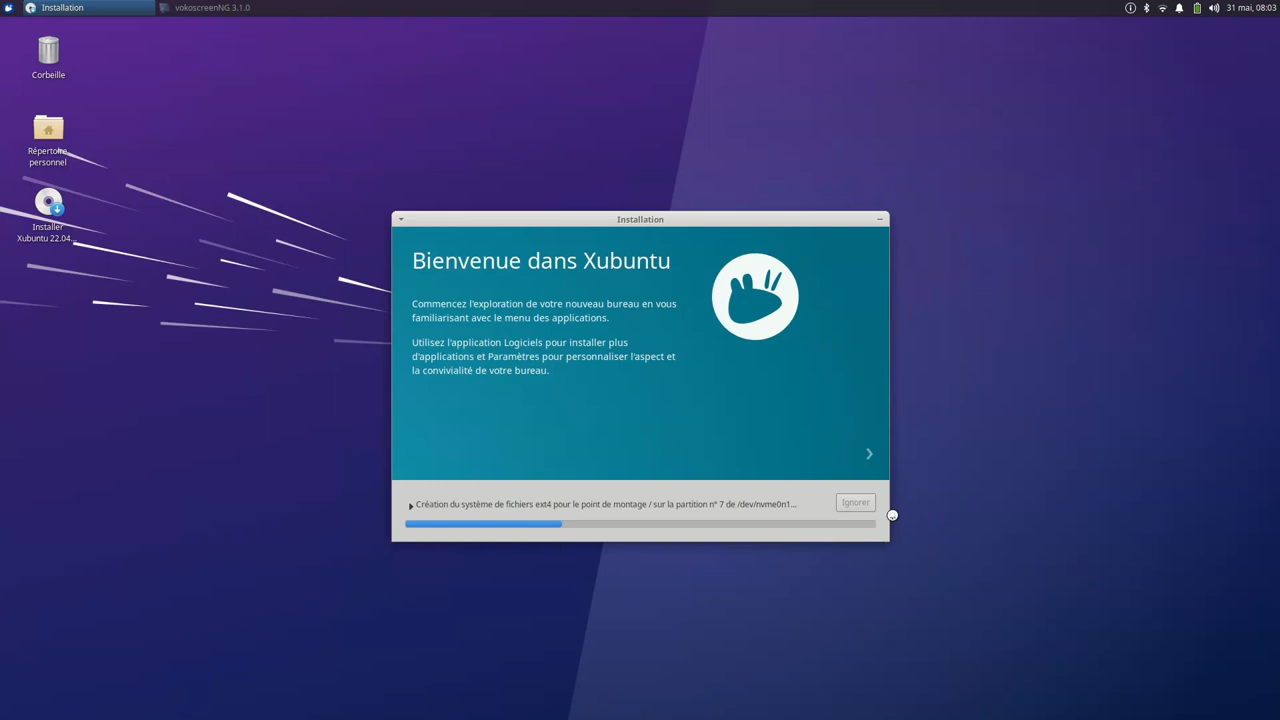 Installation
vokoscreenNG 3.1.0
31 mai, 08:03
Corbeille
Répertoire
personnel
Installer
Xubuntu 22.04...
Installation
Bienvenue dans Xubuntu
Commencez l'exploration de votre nouveau bureau en vous
familiarisant avec le menu des applications.
Utilisez l'application Logiciels pour installer plus
d'applications et Paramètres pour personnaliser l'aspect et
la convivialité de votre bureau.
Création du système de fichiers ext4 pour le point de montage / sur la partition n° 7 de /dev/nvme0n1...
Ignorer